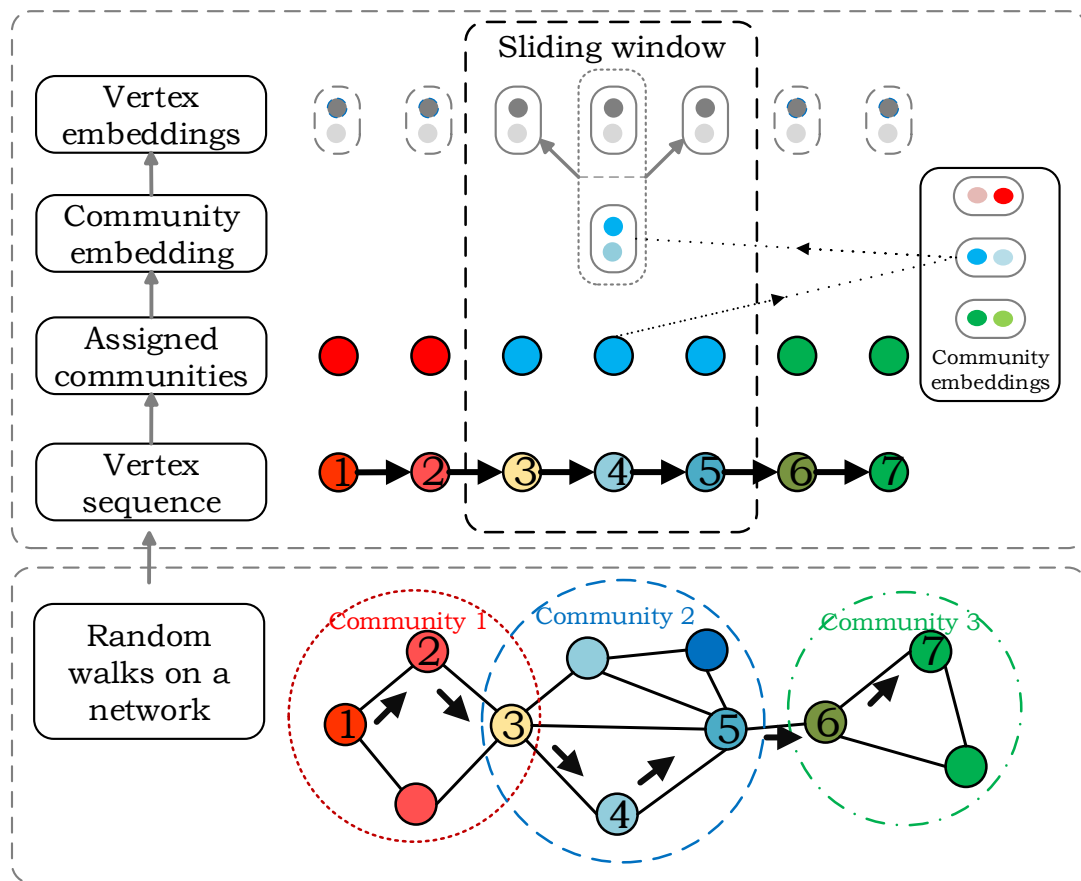 Sliding window
Vertex
embeddings
Community
embedding
Assigned
communities
Community
embeddings
Vertex
sequence
1 2 3 4 5 6 7
Random
walks on a
network
Community 1
Community 2
Community 3
1
2
3
4
5
6
7